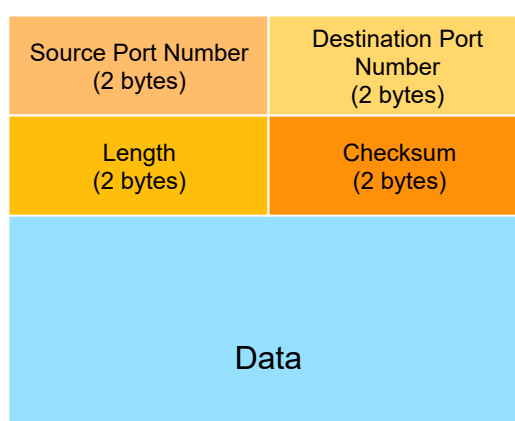 Source Port Number
(2 bytes)
Destination Port
Number
(2 bytes)
Length
(2 bytes)
Checksum
(2 bytes)
Data